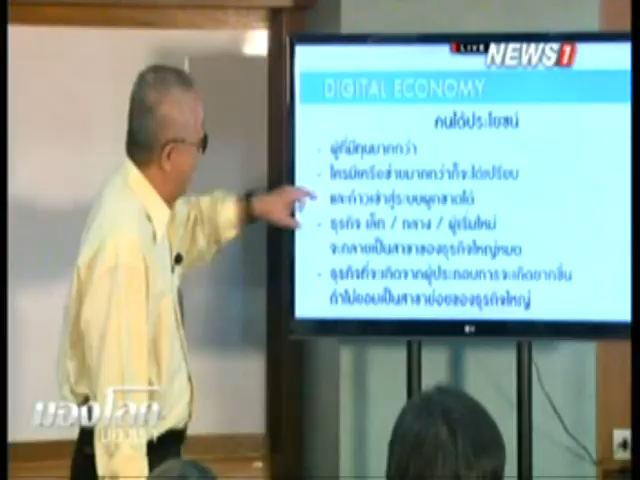 LIVE NEWS1
DIGITAL ECONOMY
คนได้ประโยชน์
- ผู้ที่มีทุนมากกว่า
- ใครมีเครือข่ายมากกว่าก็จะได้เปรียบ
และก้าวเข้าสู่ระบบผูกขาดได้
- ธุรกิจ เล็ก / กลาง / ผู้เริ่มใหม่
จะกลายเป็นสาขาของธุรกิจใหญ่หมด
- ธุรกิจที่จะเกิดจากผู้ประกอบการจะเกิดยากขึ้น
ถ้าไม่ยอมเป็นสาขาย่อยของธุรกิจใหญ่
มองโลก